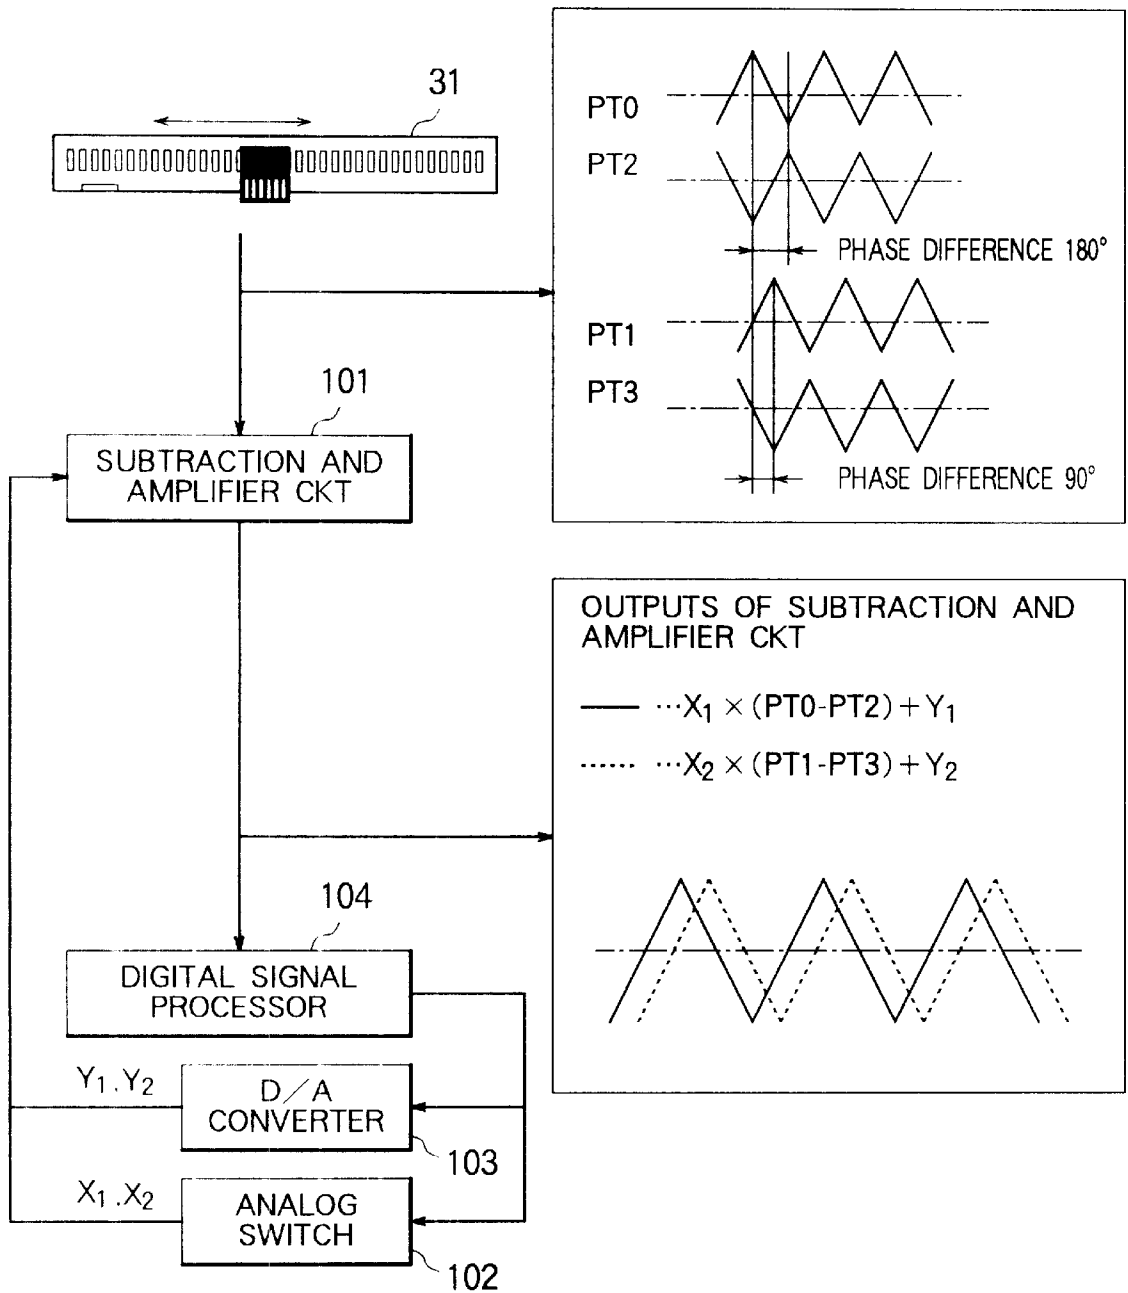 31
PT0
PT2
PHASE DIFFERENCE 180°
PT1
PT3
PHASE DIFFERENCE 90°
101
SUBTRACTION AND
AMPLIFIER CKT
OUTPUTS OF SUBTRACTION AND
AMPLIFIER CKT
···X₁ × (PT0-PT2)+Y₁
···X₂ × (PT1-PT3)+Y₂
104
DIGITAL SIGNAL
PROCESSOR
Y₁.Y₂
D/A
CONVERTER
103
X₁.X₂
ANALOG
SWITCH
102